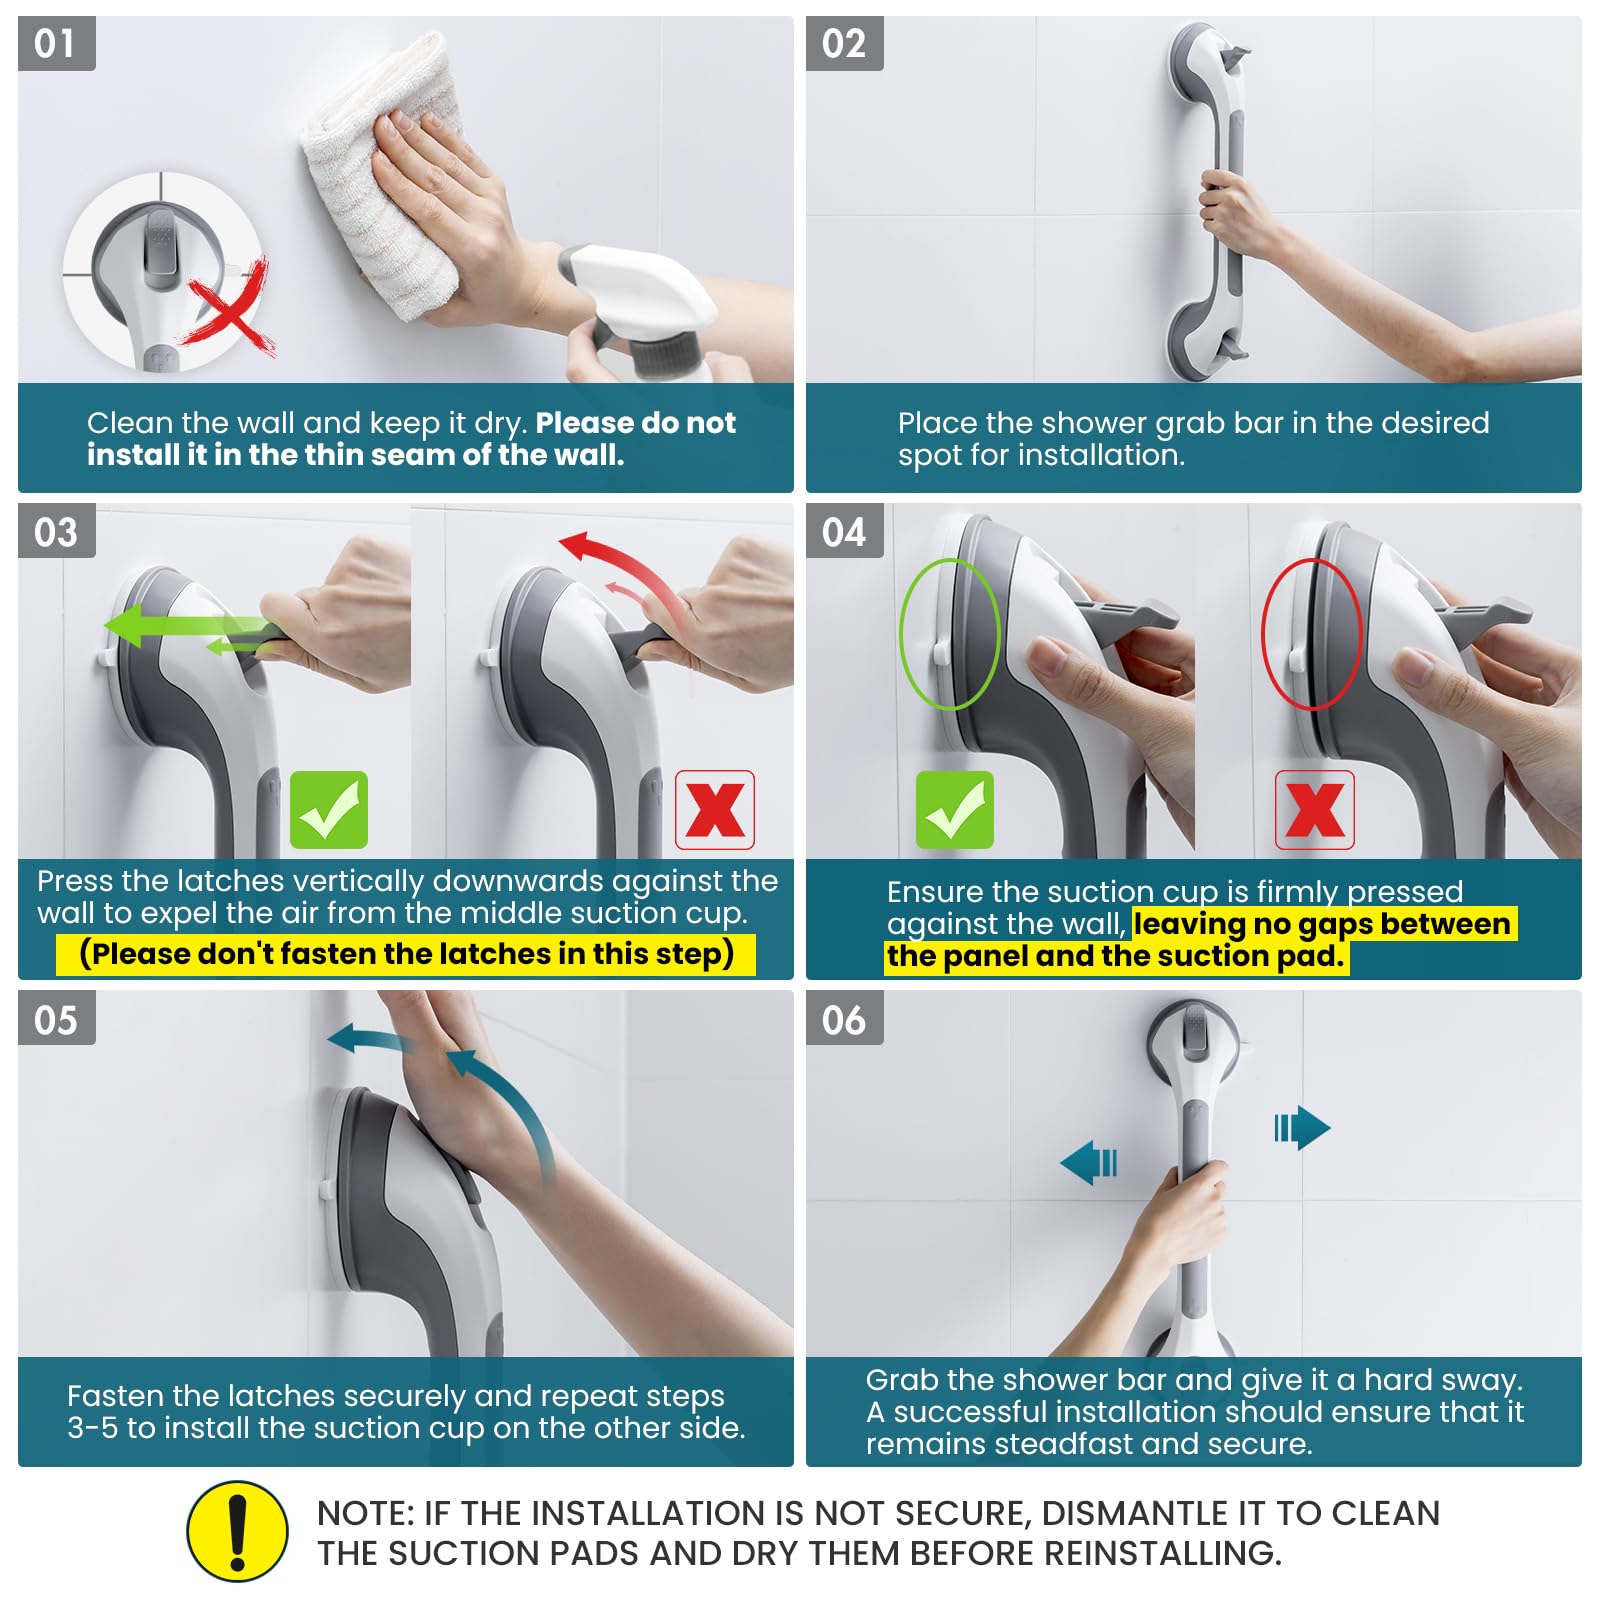 01
Clean the wall and keep it dry. Please do not
install it in the thin seam of the wall.
02
Place the shower grab bar in the desired
spot for installation.
03
Press the latches vertically downwards against the
wall to expel the air from the middle suction cup.
(Please don't fasten the latches in this step)
04
Ensure the suction cup is firmly pressed
against the wall, leaving no gaps between
the panel and the suction pad.
05
Fasten the latches securely and repeat steps
3-5 to install the suction cup on the other side.
06
Grab the shower bar and give it a hard sway.
A successful installation should ensure that it
remains steadfast and secure.
NOTE: IF THE INSTALLATION IS NOT SECURE, DISMANTLE IT TO CLEAN
THE SUCTION PADS AND DRY THEM BEFORE REINSTALLING.